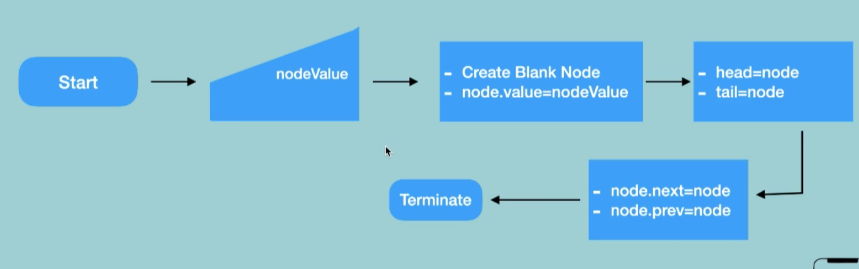 Start
nodeValue
- Create Blank Node
- node.value=nodeValue
- head=node
- tail=node
- node.next=node
- node.prev=node
Terminate